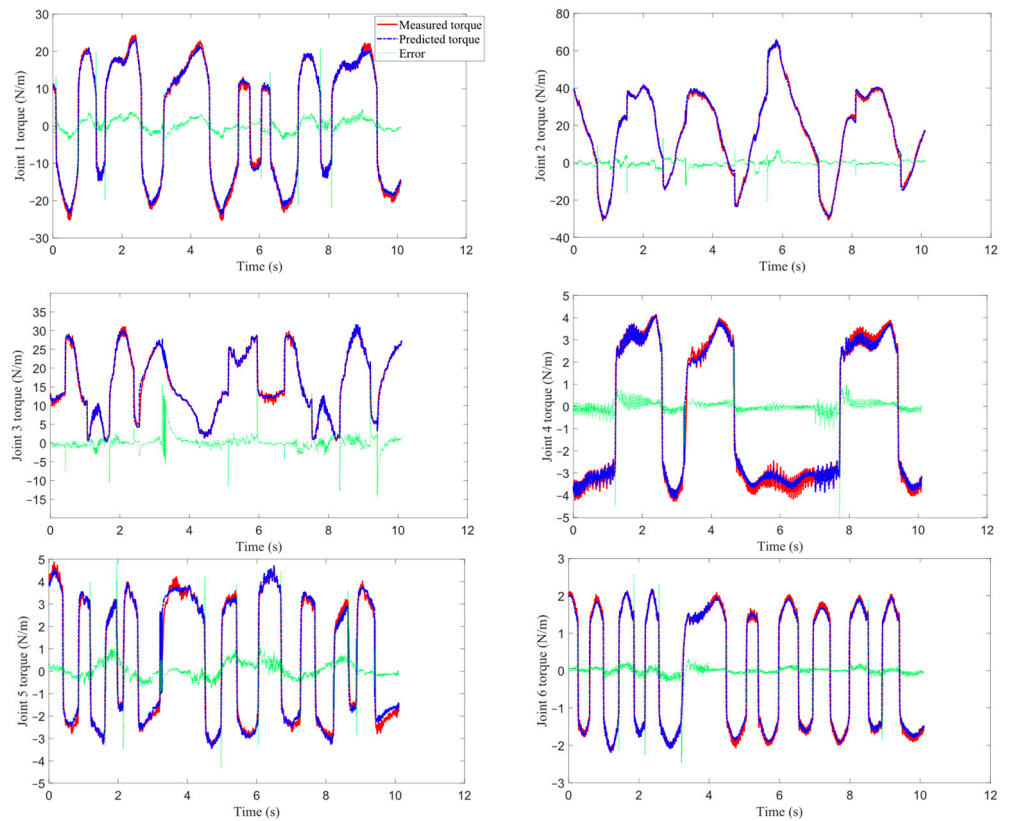 30
20
10
0
−10
−20
−30
Joint 1 torque (N/m)
Measured torque
Predicted torque
Error
0 2 4 6 8 10 12
Time (s)
80
60
40
20
0
−20
−40
Joint 2 torque (N/m)
0 2 4 6 8 10 12
Time (s)
35
30
25
20
15
10
5
0
−5
−10
−15
Joint 3 torque (N/m)
0 2 4 6 8 10 12
Time (s)
5
4
3
2
1
0
−1
−2
−3
−4
−5
Joint 4 torque (N/m)
0 2 4 6 8 10 12
Time (s)
5
4
3
2
1
0
−1
−2
−3
−4
−5
Joint 5 torque (N/m)
0 2 4 6 8 10 12
Time (s)
3
2
1
0
−1
−2
−3
Joint 6 torque (N/m)
0 2 4 6 8 10 12
Time (s)